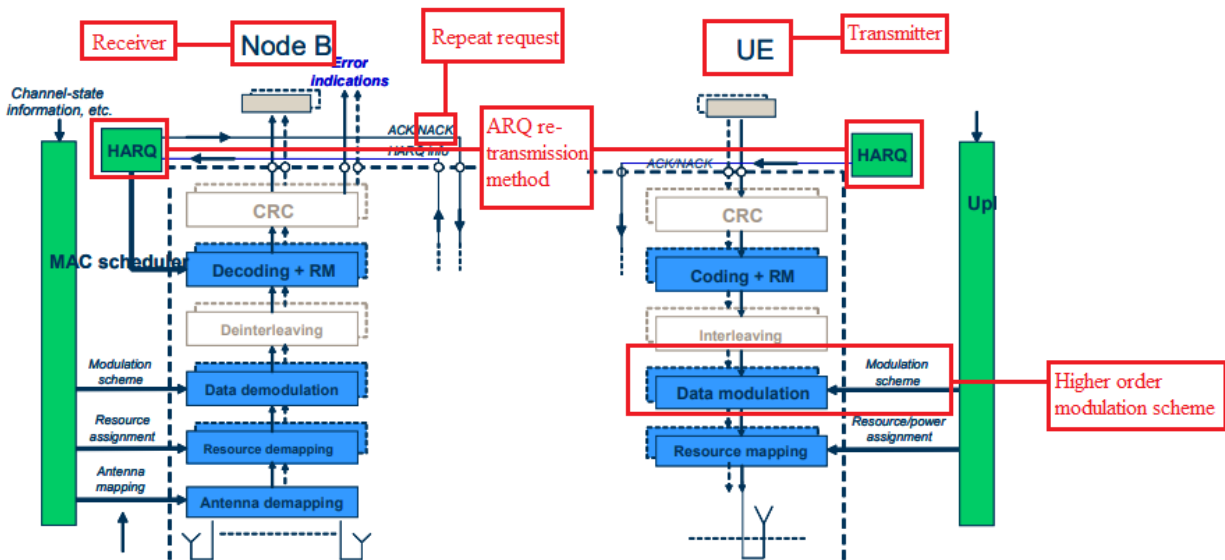 Receiver
Node B
Repeat request
UE
Transmitter
Error
indications
Channel-state
information, etc.
HARQ
ACK/NACK
HARQ info
ARQ re-
transmission
method
ACK/NACK
HARQ
CRC
CRC
Upl
MAC scheduler
Decoding + RM
Coding + RM
Deinterleaving
Interleaving
Modulation
scheme
Data demodulation
Data modulation
Modulation
scheme
Higher order
modulation scheme
Resource
assignment
Resource demapping
Resource mapping
Resource/power
assignment
Antenna
mapping
Antenna demapping